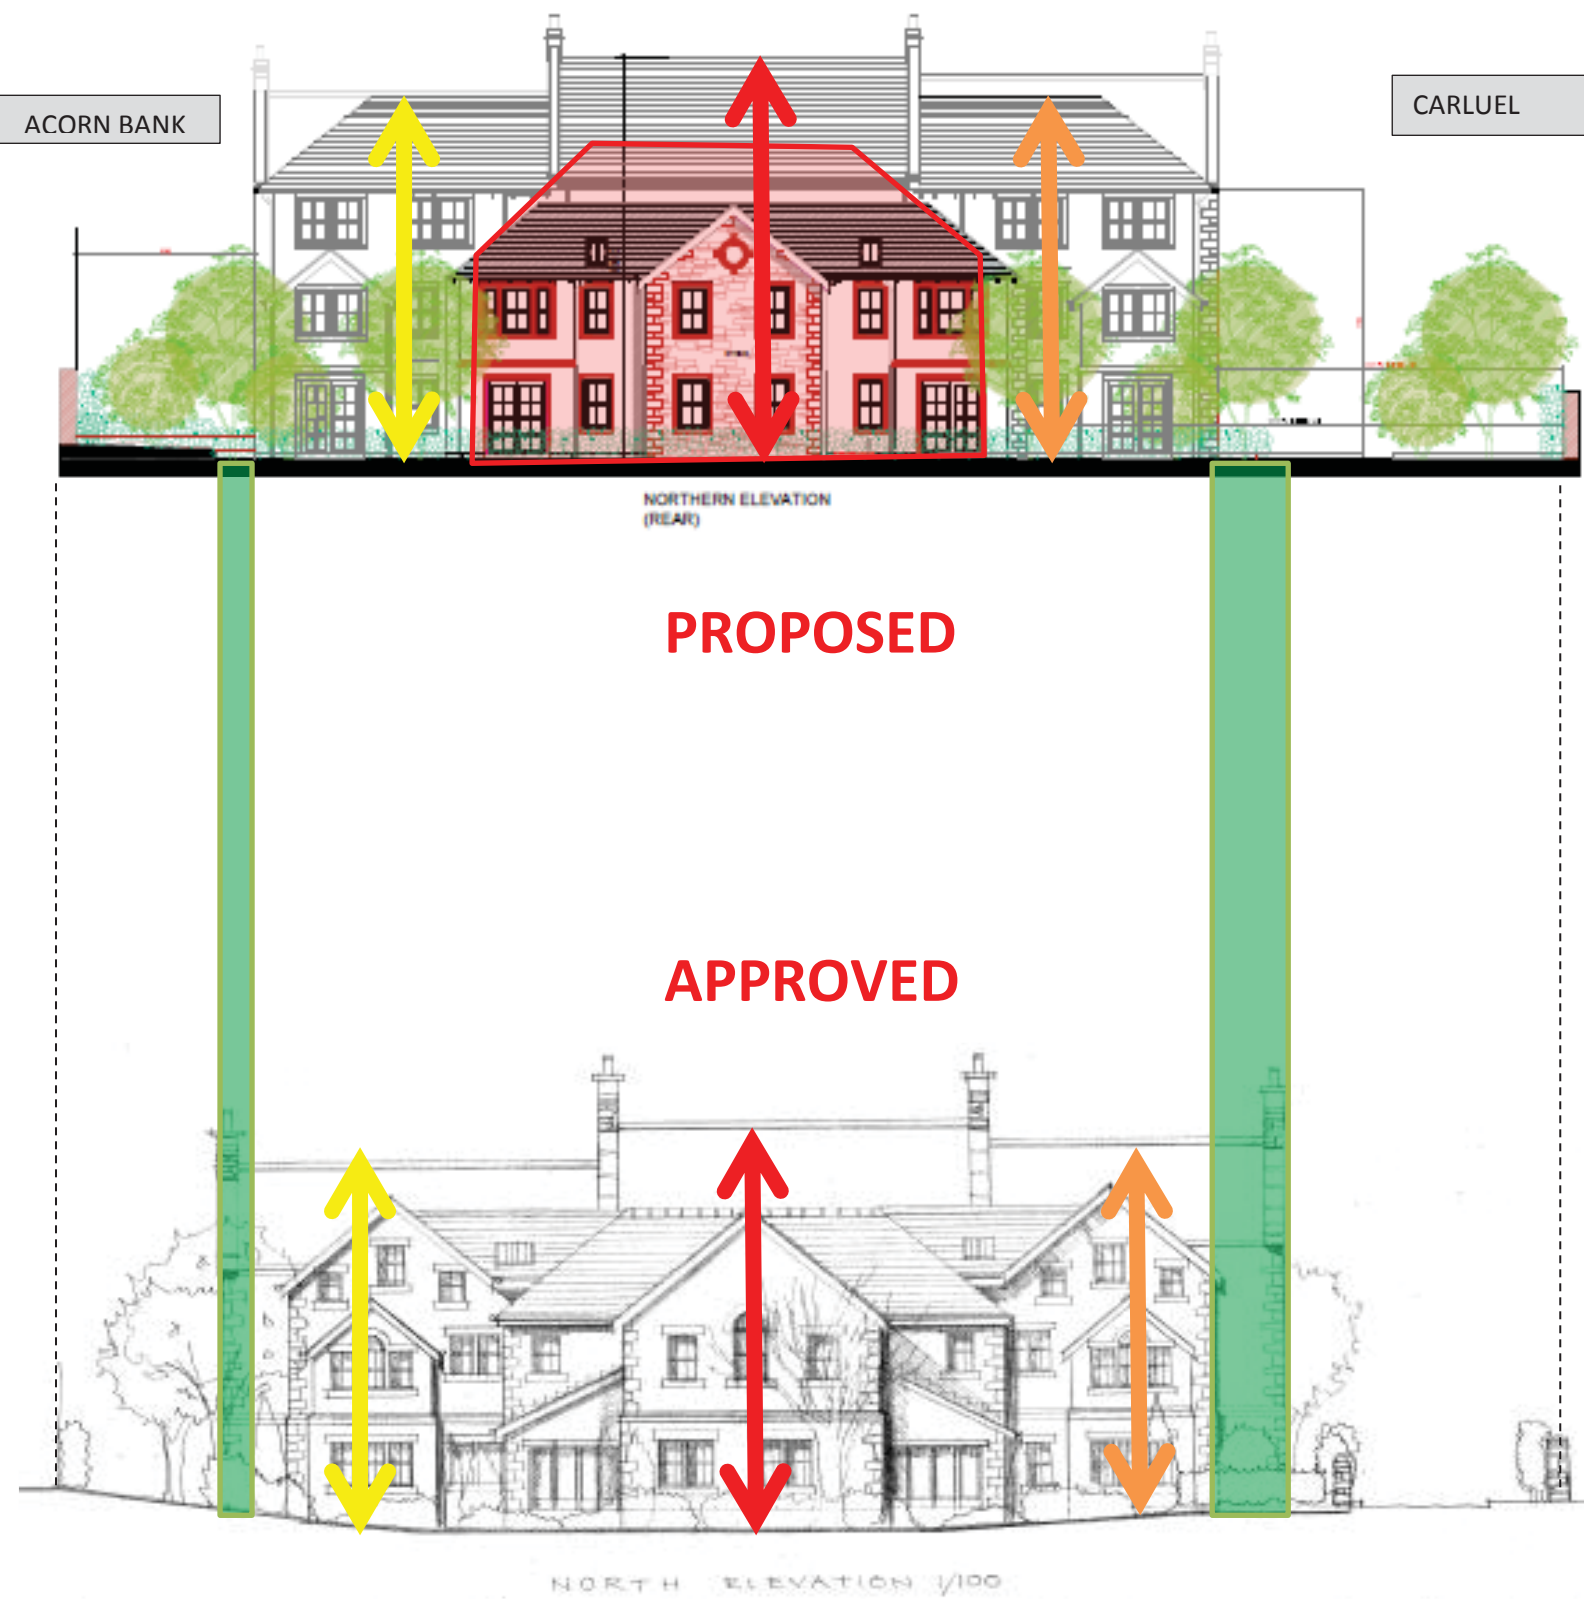 ACORN BANK
CARLUEL
NORTHERN ELEVATION
(REAR)
PROPOSED
APPROVED
NORTH ELEVATION 1/100